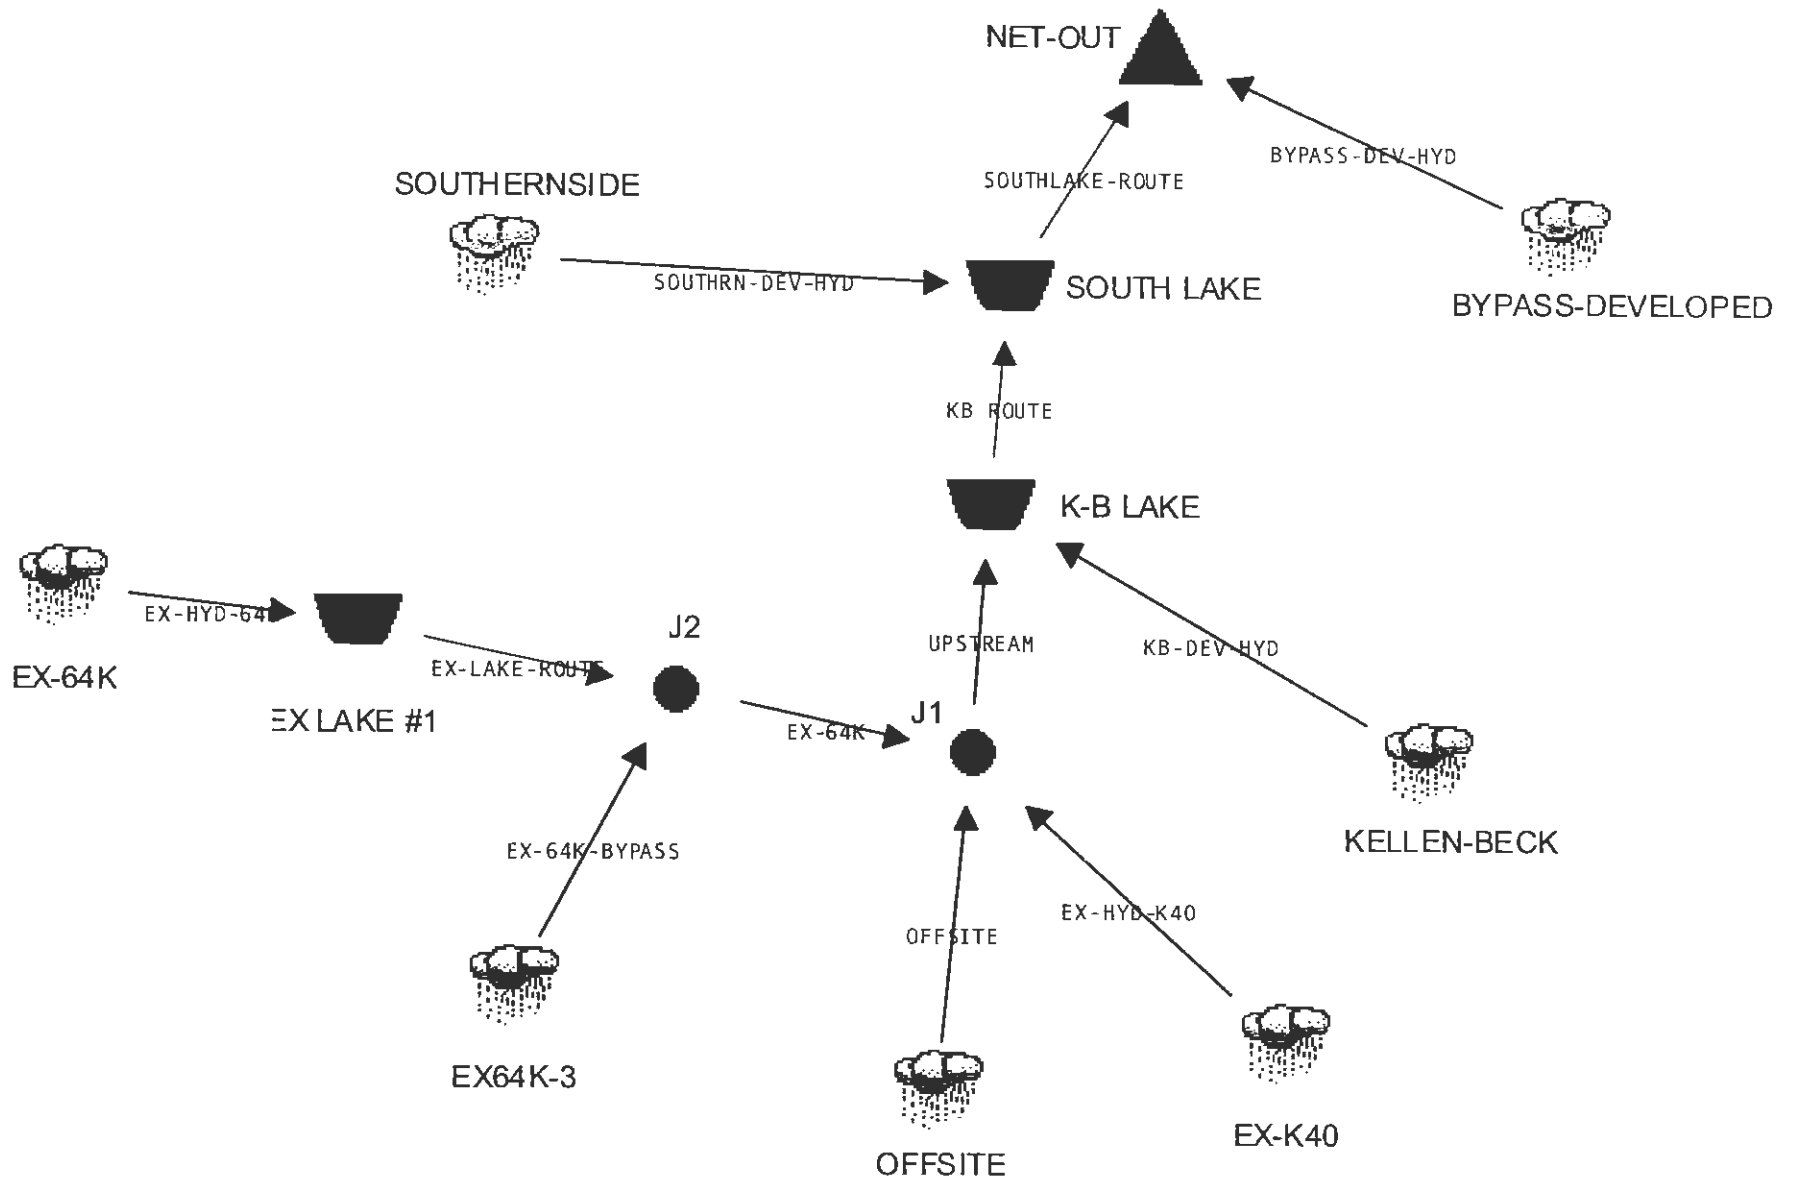 NET-OUT
BYPASS-DEV-HYD
SOUTHLAKE-ROUTE
SOUTHERNSIDE
SOUTHRN-DEV-HYD
SOUTH LAKE
BYPASS-DEVELOPED
KB ROUTE
K-B LAKE
EX-HYD-64K
J2
UPSTREAM
KB-DEV-HYD
EX-LAKE-ROUTE
EX-64K
EX LAKE #1
J1
EX-64K
KELLEN-BECK
EX-64K-BYPASS
EX-HYD-K40
OFFSITE
EX64K-3
EX-K40
OFFSITE